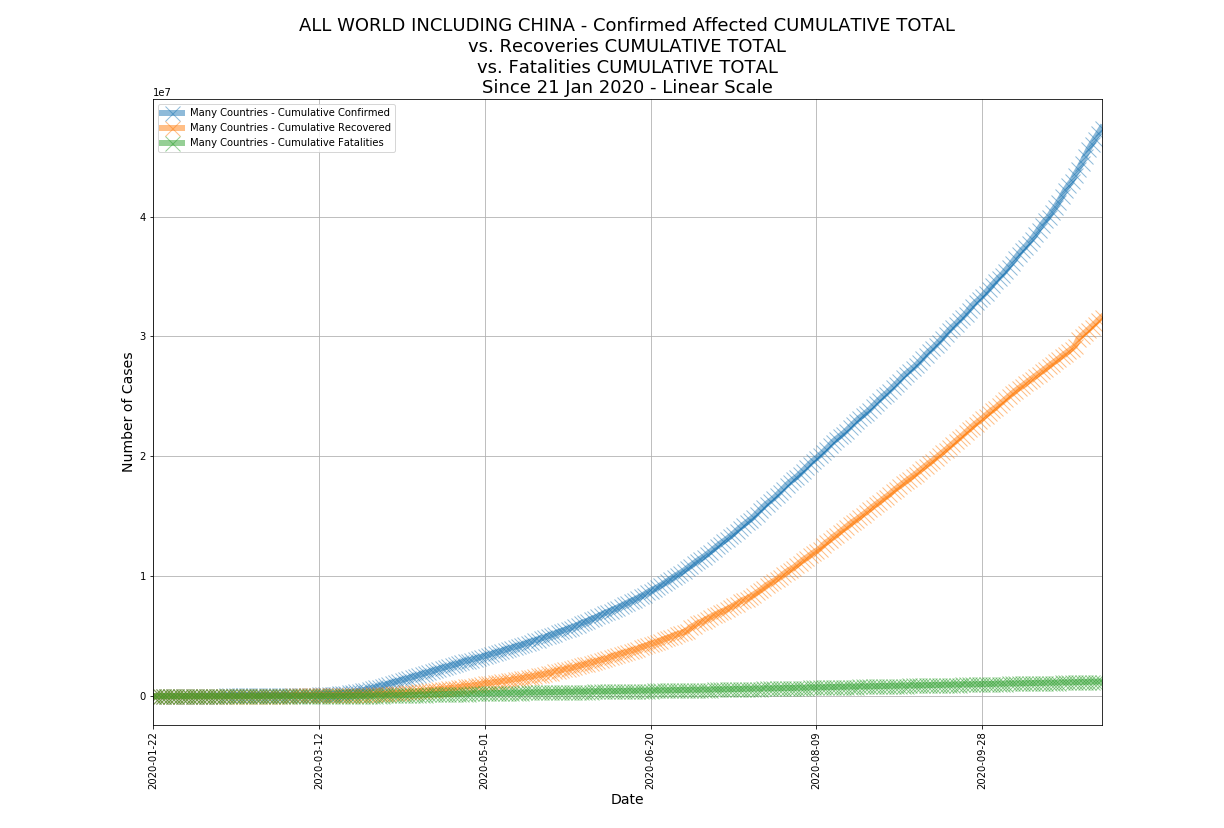 ALL WORLD INCLUDING CHINA - Confirmed Affected CUMULATIVE TOTAL
vs. Recoveries CUMULATIVE TOTAL
vs. Fatalities CUMULATIVE TOTAL
Since 21 Jan 2020 - Linear Scale
1e7
Many Countries - Cumulative Confirmed
Many Countries - Cumulative Recovered
Many Countries - Cumulative Fatalities
Number of Cases
4
3
2
1
0
2020-01-22
2020-03-12
2020-05-01
2020-06-20
2020-08-09
2020-09-28
Date